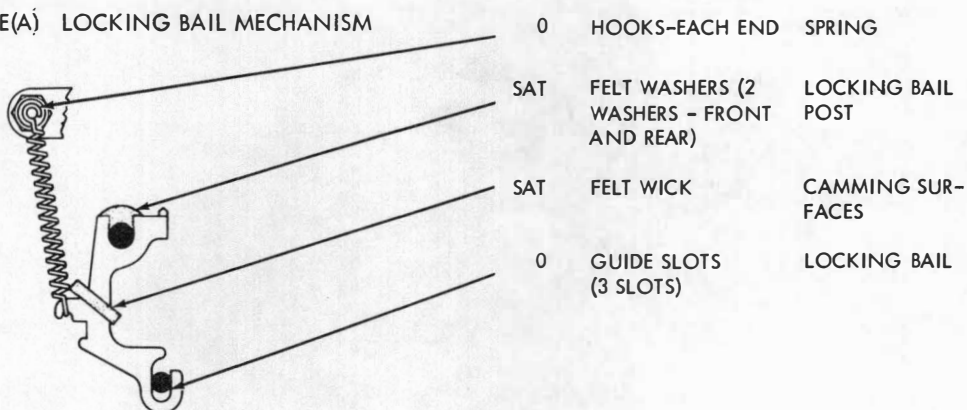 E(A) LOCKING BAIL MECHANISM
0 HOOKS-EACH END SPRING
SAT FELT WASHERS (2 LOCKING BAIL
WASHERS - FRONT POST
AND REAR)
SAT FELT WICK CAMMING SUR-
FACES
0 GUIDE SLOTS LOCKING BAIL
(3 SLOTS)